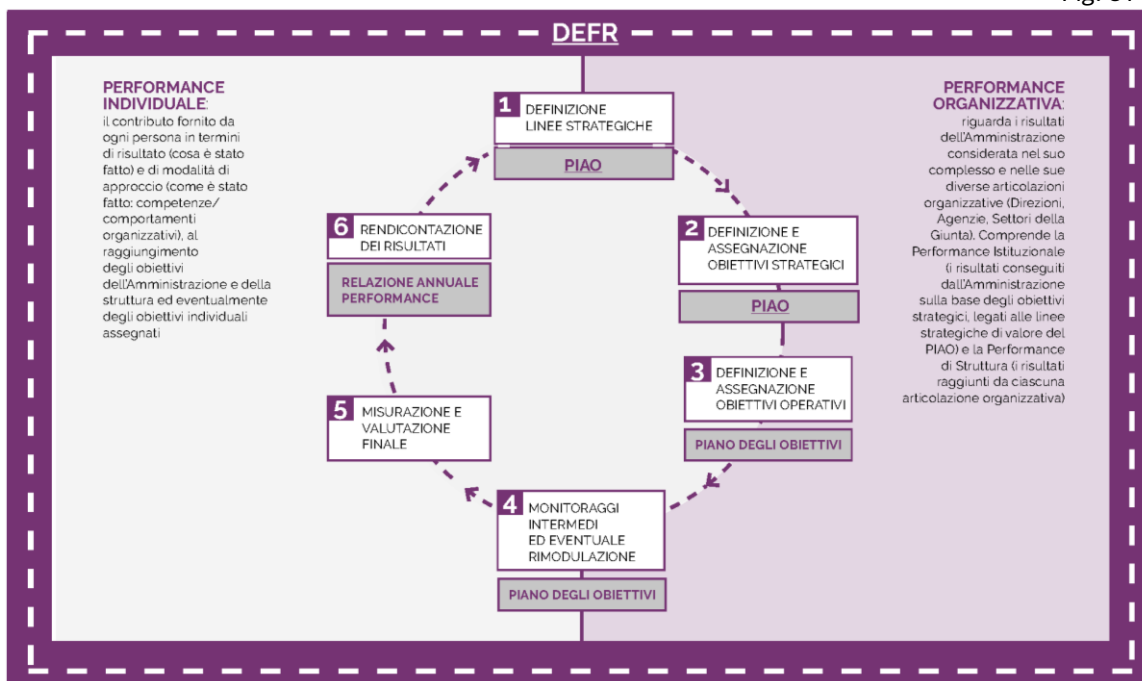 DEFR
PERFORMANCE
INDIVIDUALE:
il contributo fornito da
ogni persona in termini
di risultato (cosa è stato
fatto) e di modalità di
approccio (come è stato
fatto: competenze/
comportamenti
organizzativi), al
raggiungimento
degli obiettivi
dell'Amministrazione e della
struttura ed eventualmente
degli obiettivi individuali
assegnati
1 DEFINIZIONE
LINEE STRATEGICHE
PIAO
2 DEFINIZIONE E
ASSEGNAZIONE
OBIETTIVI STRATEGICI
PIAO
3 DEFINIZIONE E
ASSEGNAZIONE
OBIETTIVI OPERATIVI
PIANO DEGLI OBIETTIVI
4 MONITORAGGI
INTERMEDI
ED EVENTUALE
RIMODULAZIONE
PIANO DEGLI OBIETTIVI
5 MISURAZIONE E
VALUTAZIONE
FINALE
6 RENDICONTAZIONE
DEI RISULTATI
RELAZIONE ANNUALE
PERFORMANCE
PERFORMANCE
ORGANIZZATIVA:
riguarda i risultati
dell'Amministrazione
considerata nel suo
complesso e nelle sue
diverse articolazioni
organizzative (Direzioni,
Agenzie, Settori della
Giunta). Comprende la
Performance Istituzionale
(i risultati conseguiti
dall'Amministrazione
sulla base degli obiettivi
strategici, legati alle linee
strategiche di valore del
PIAO) e la Performance
di Struttura (i risultati
raggiunti da ciascuna
articolazione organizzativa)